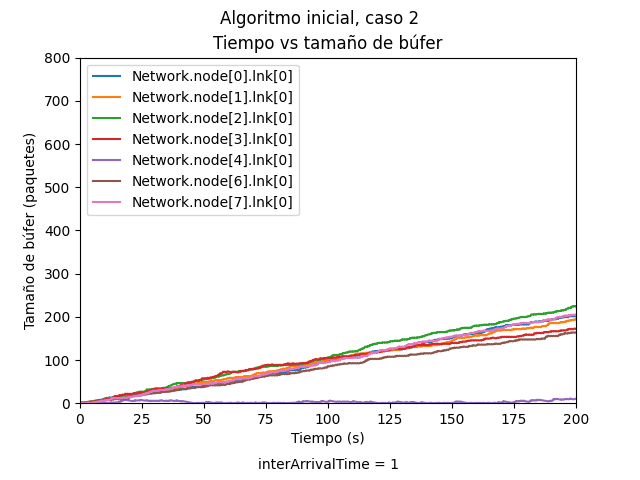 Algoritmo inicial, caso 2
Tiempo vs tamaño de búfer
Tamaño de búfer (paquetes)
800
700
600
500
400
300
200
100
0
Network.node[0].lnk[0]
Network.node[1].lnk[0]
Network.node[2].lnk[0]
Network.node[3].lnk[0]
Network.node[4].lnk[0]
Network.node[6].lnk[0]
Network.node[7].lnk[0]
0 25 50 75 100 125 150 175 200
Tiempo (s)
interArrivalTime = 1